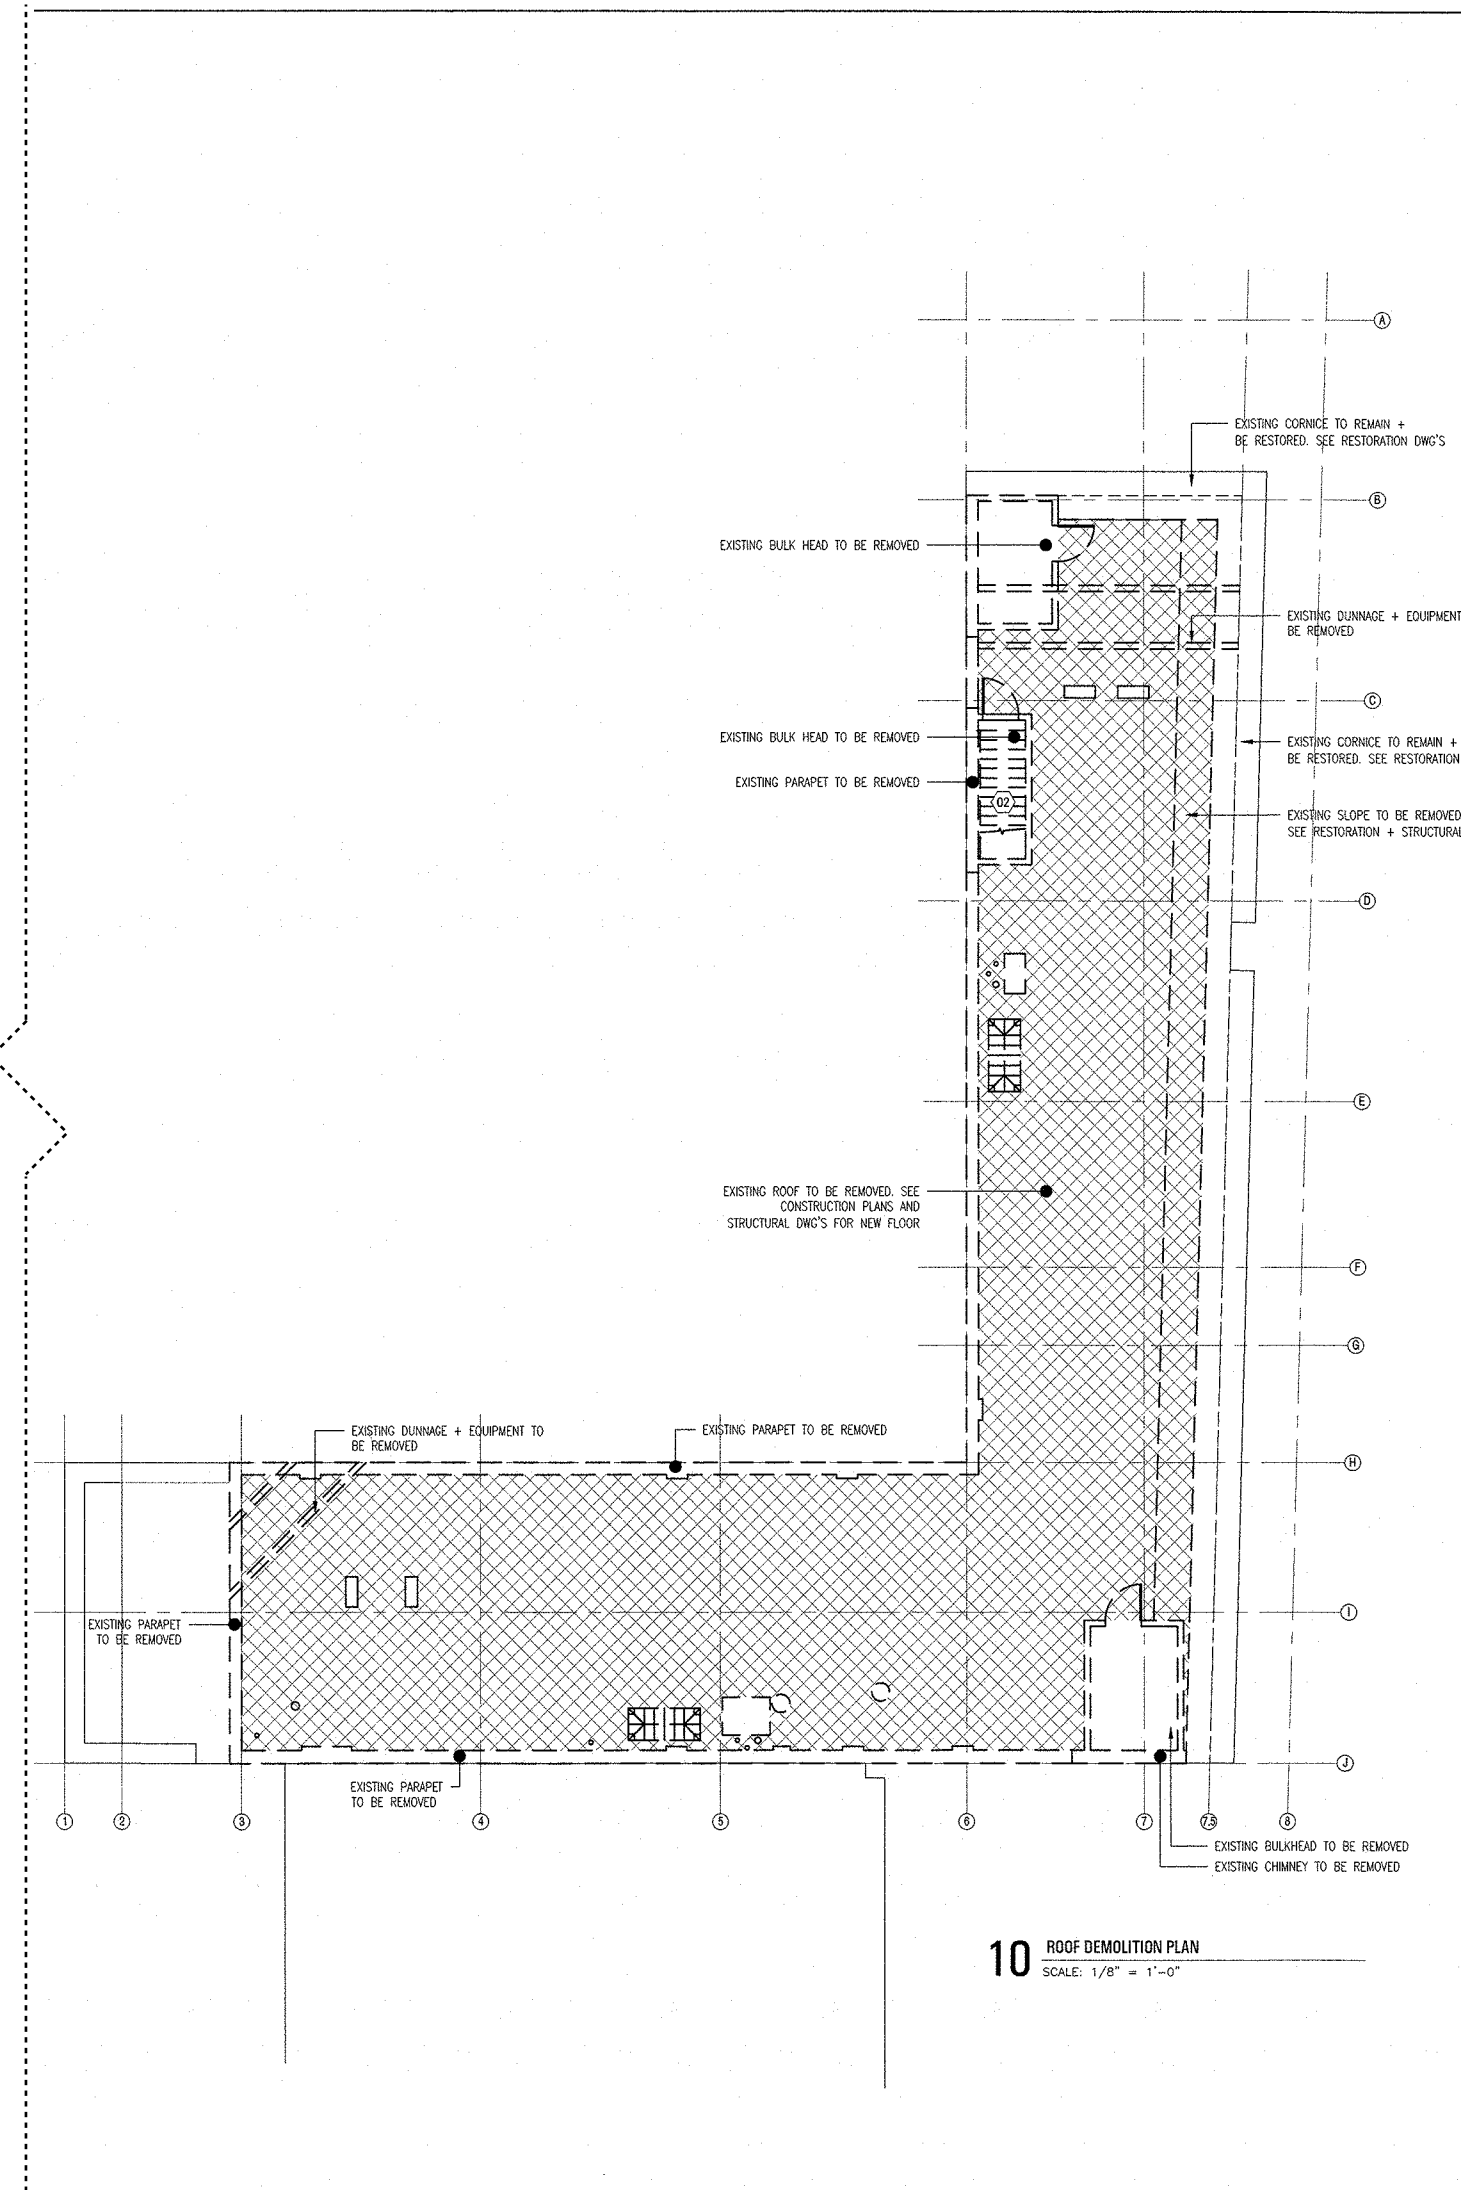 A
EXISTING CORNICE TO REMAIN +
BE RESTORED. SEE RESTORATION DWG'S
B
EXISTING BULK HEAD TO BE REMOVED
EXISTING DUNNAGE + EQUIPMENT
BE REMOVED
C
EXISTING BULK HEAD TO BE REMOVED
EXISTING CORNICE TO REMAIN +
BE RESTORED. SEE RESTORATION
EXISTING PARAPET TO BE REMOVED
02
EXISTING SLOPE TO BE REMOVED
SEE RESTORATION + STRUCTURAL
D
E
EXISTING ROOF TO BE REMOVED. SEE
CONSTRUCTION PLANS AND
STRUCTURAL DWG'S FOR NEW FLOOR
F
G
EXISTING DUNNAGE + EQUIPMENT TO
BE REMOVED
EXISTING PARAPET TO BE REMOVED
H
I
EXISTING PARAPET
TO BE REMOVED
J
EXISTING PARAPET
TO BE REMOVED
1 2 3 4 5 6 7 7.5 8
EXISTING BULKHEAD TO BE REMOVED
EXISTING CHIMNEY TO BE REMOVED
10 ROOF DEMOLITION PLAN
SCALE: 1/8" = 1'-0"